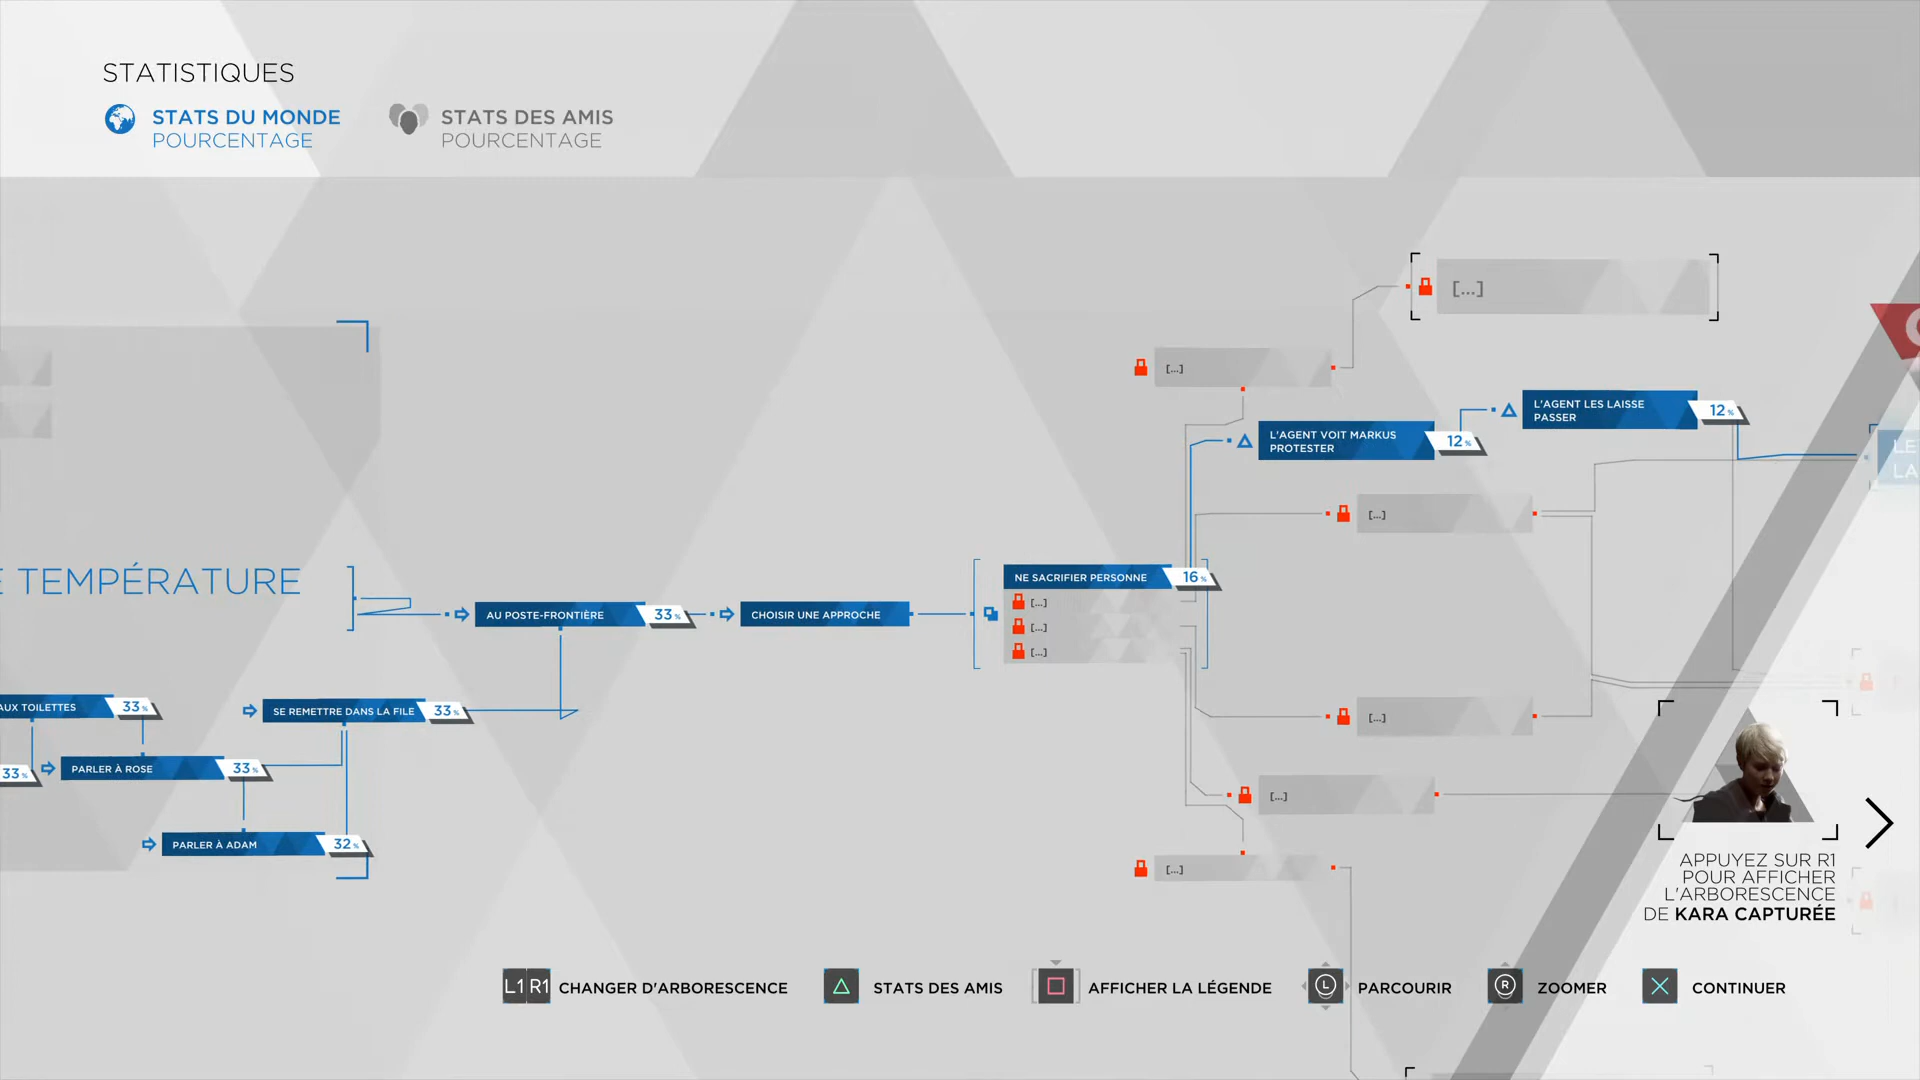 STATISTIQUES
STATS DU MONDE
POURCENTAGE
STATS DES AMIS
POURCENTAGE
[...]
[...]
L'AGENT LES LAISSE
PASSER
12%
L'AGENT VOIT MARKUS
PROTESTER
12%
LE
LA
[...]
E TEMPÉRATURE
NE SACRIFIER PERSONNE
16%
[...]
[...]
[...]
AU POSTE-FRONTIÈRE
33%
CHOISIR UNE APPROCHE
AUX TOILETTES
33%
SE REMETTRE DANS LA FILE
33%
[...]
33%
PARLER À ROSE
33%
[...]
PARLER À ADAM
32%
[...]
APPUYEZ SUR R1
POUR AFFICHER
L'ARBORESCENCE
DE KARA CAPTURÉE
L1 R1 CHANGER D'ARBORESCENCE
STATS DES AMIS
AFFICHER LA LÉGENDE
L PARCOURIR
R ZOOMER
CONTINUER